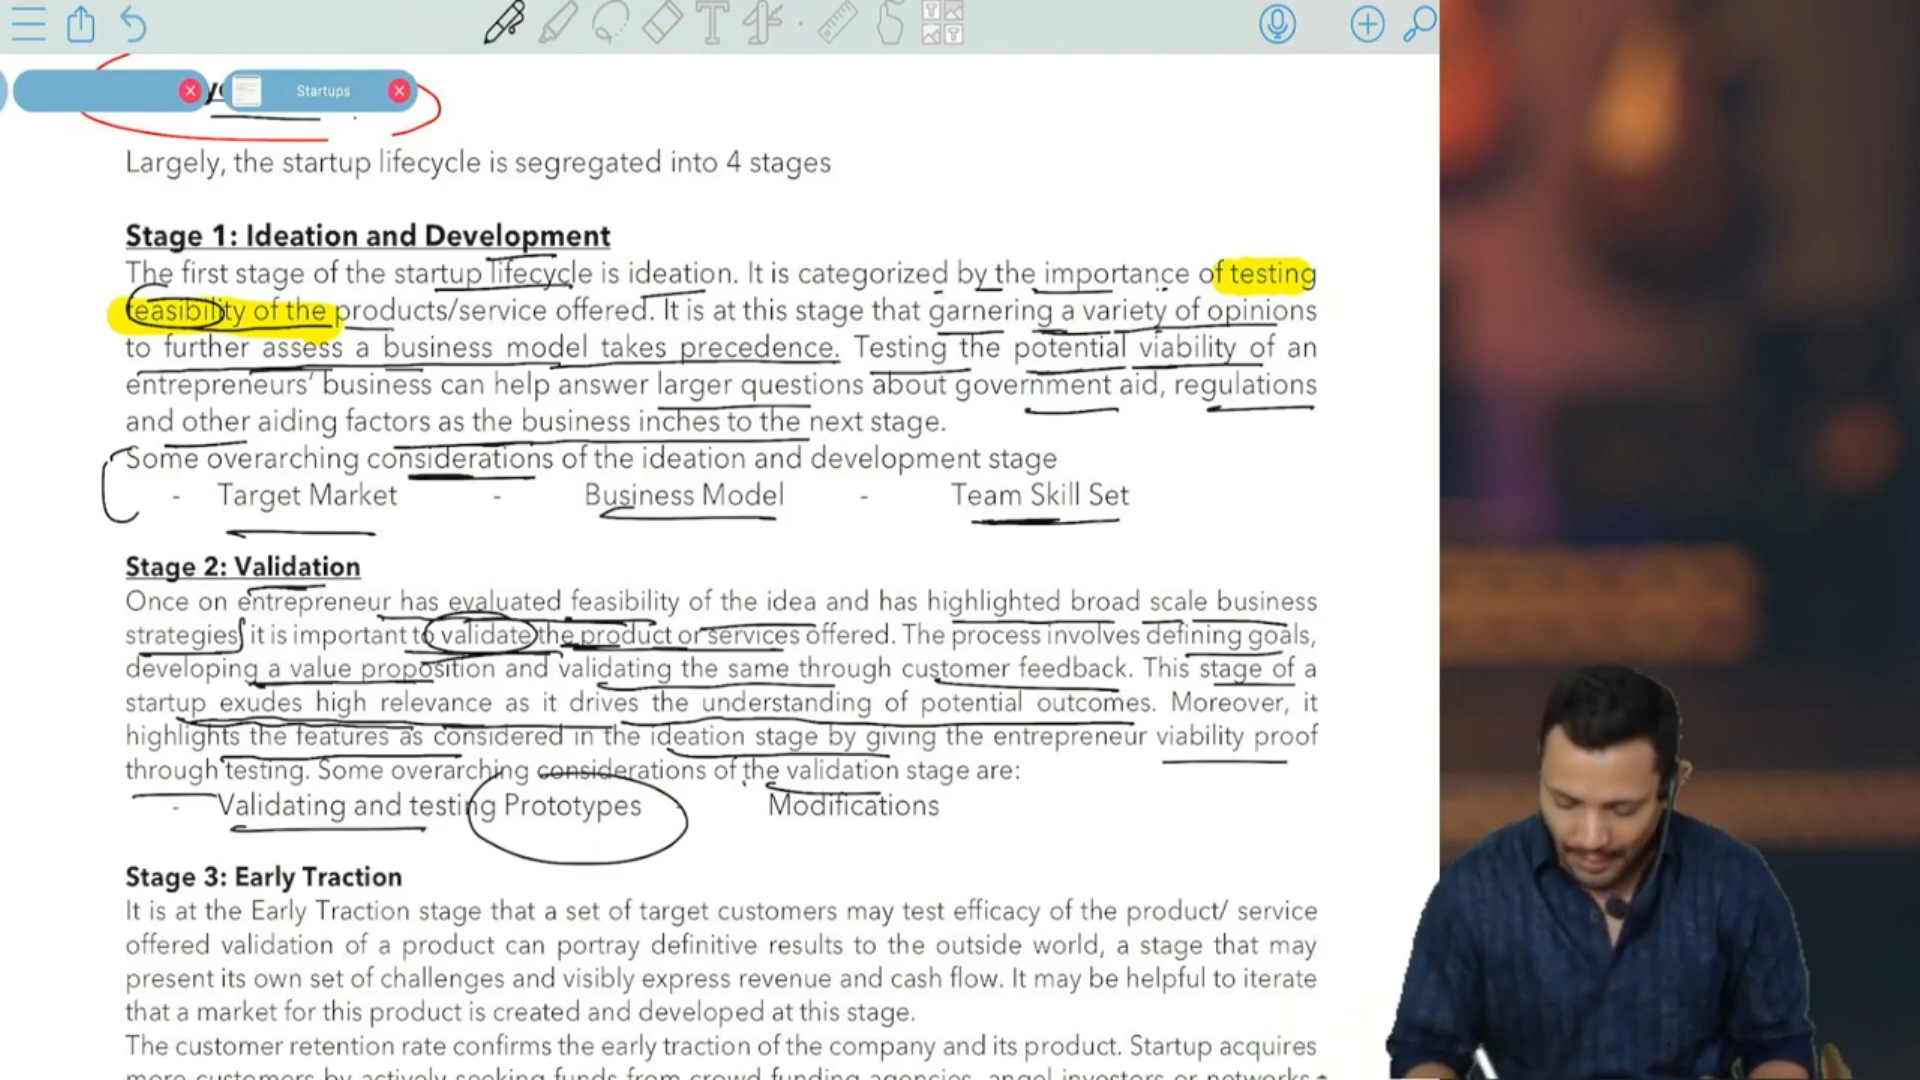 Startups
Largely, the startup lifecycle is segregated into 4 stages
Stage 1: Ideation and Development
The first stage of the startup lifecycle is ideation. It is categorized by the importance of testing
feasibility of the products/service offered. It is at this stage that garnering a variety of opinions
to further assess a business model takes precedence. Testing the potential viability of an
entrepreneurs' business can help answer larger questions about government aid, regulations
and other aiding factors as the business inches to the next stage.
Some overarching considerations of the ideation and development stage
- Target Market - Business Model - Team Skill Set
Stage 2: Validation
Once on entrepreneur has evaluated feasibility of the idea and has highlighted broad scale business
strategies it is important to validate the product or services offered. The process involves defining goals,
developing a value proposition and validating the same through customer feedback. This stage of a
startup exudes high relevance as it drives the understanding of potential outcomes. Moreover, it
highlights the features as considered in the ideation stage by giving the entrepreneur viability proof
through testing. Some overarching considerations of the validation stage are:
- Validating and testing Prototypes Modifications
Stage 3: Early Traction
It is at the Early Traction stage that a set of target customers may test efficacy of the product/ service
offered validation of a product can portray definitive results to the outside world, a stage that may
present its own set of challenges and visibly express revenue and cash flow. It may be helpful to iterate
that a market for this product is created and developed at this stage.
The customer retention rate confirms the early traction of the company and its product. Startup acquires
more customers by actively seeking funds from crowd funding agencies, angel investors or networks